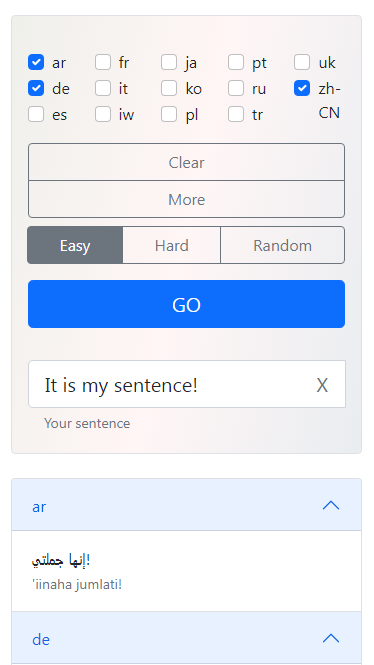 ar fr ja pt uk
de it ko ru zh-CN
es iw pl tr
Clear
More
Easy Hard Random
GO
It is my sentence! X
Your sentence
ar
إنها جملتي!
'iinaha jumlati!
de